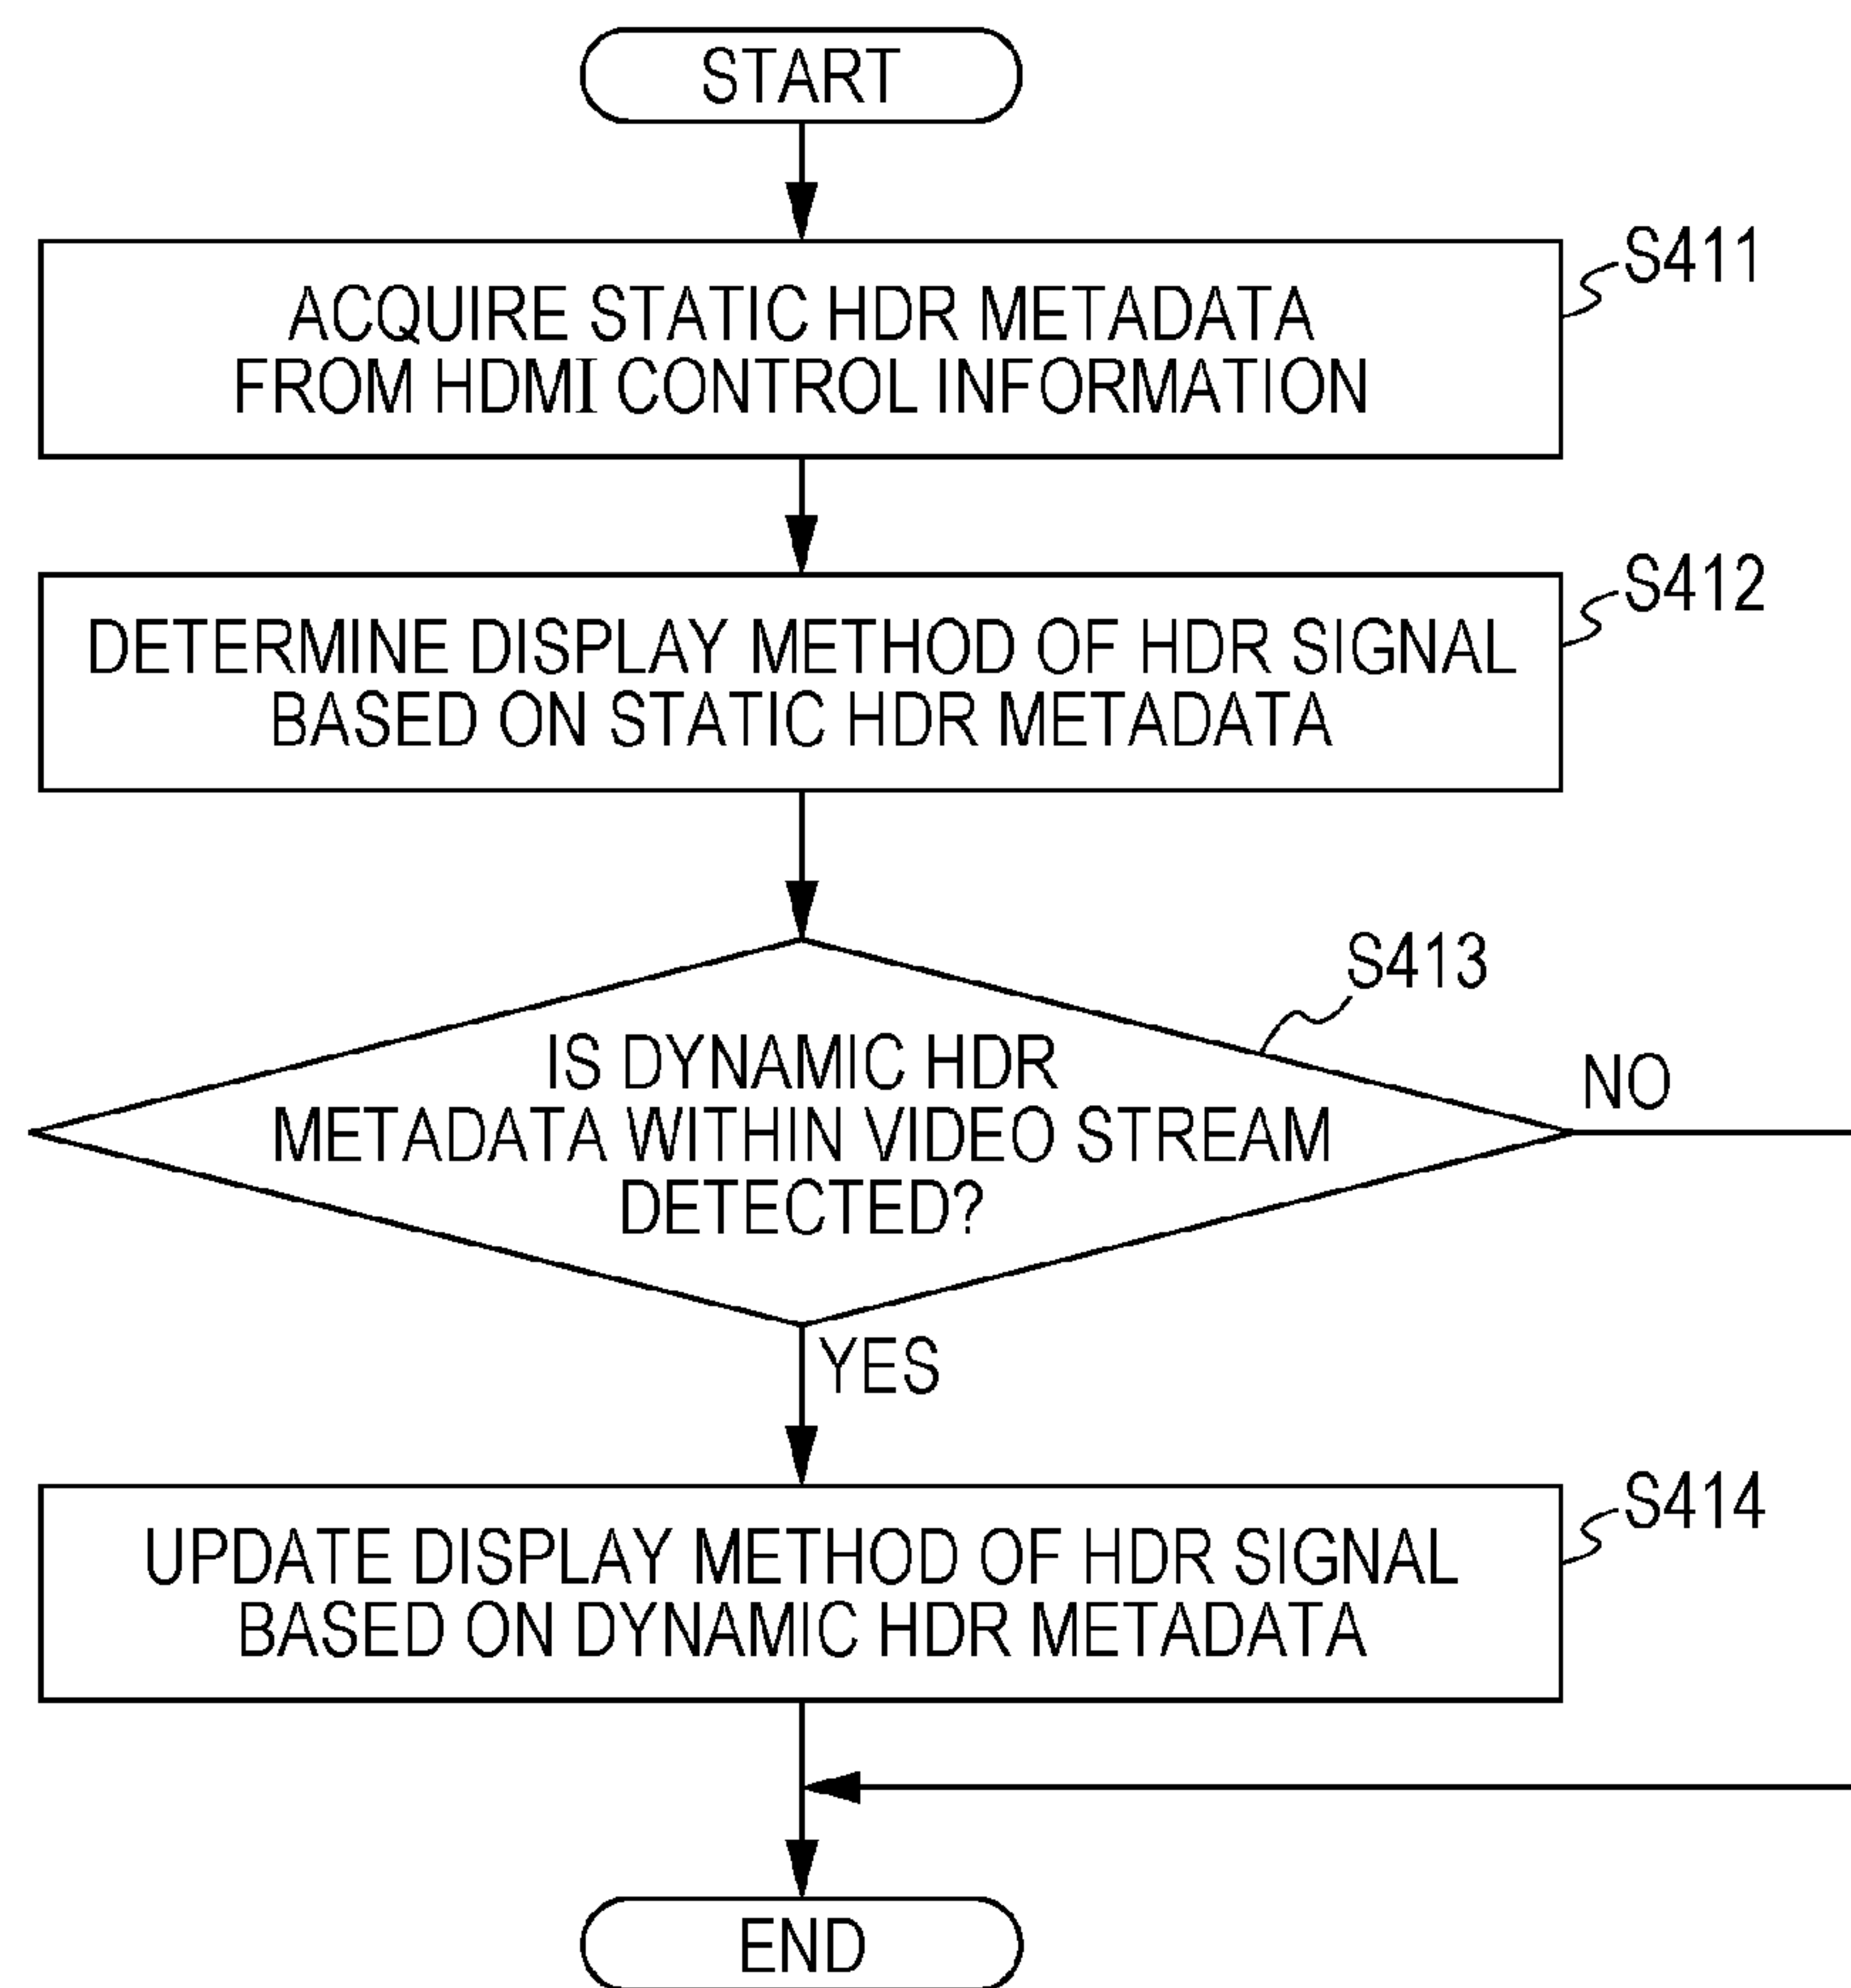 START
S411
ACQUIRE STATIC HDR METADATA
FROM HDMI CONTROL INFORMATION
S412
DETERMINE DISPLAY METHOD OF HDR SIGNAL
BASED ON STATIC HDR METADATA
S413
IS DYNAMIC HDR
METADATA WITHIN VIDEO STREAM
DETECTED?
NO
YES
S414
UPDATE DISPLAY METHOD OF HDR SIGNAL
BASED ON DYNAMIC HDR METADATA
END